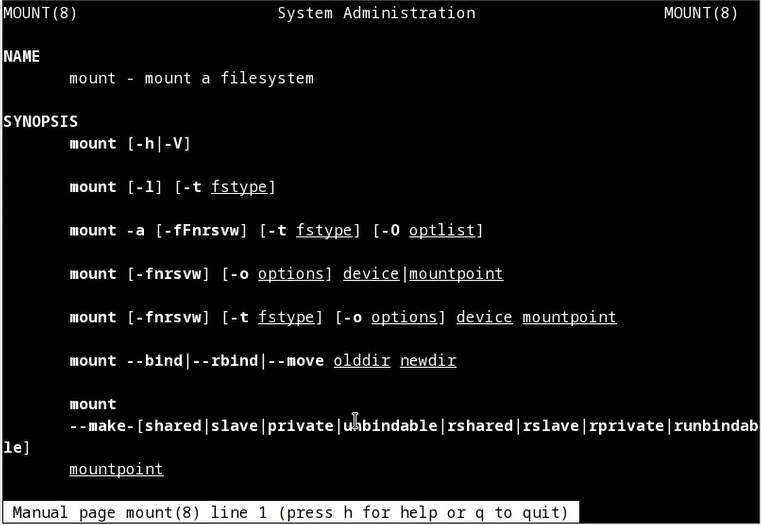 MOUNT(8) System Administration MOUNT(8)
NAME
mount - mount a filesystem
SYNOPSIS
mount [-h|-V]
mount [-l] [-t fstype]
mount -a [-fFnrsvw] [-t fstype] [-O optlist]
mount [-fnrsvw] [-o options] device|mountpoint
mount [-fnrsvw] [-t fstype] [-o options] device mountpoint
mount --bind|--rbind|--move olddir newdir
mount
--make-[shared|slave|private|unbindable|rshared|rslave|rprivate|runbindab
le]
mountpoint
Manual page mount(8) line 1 (press h for help or q to quit)